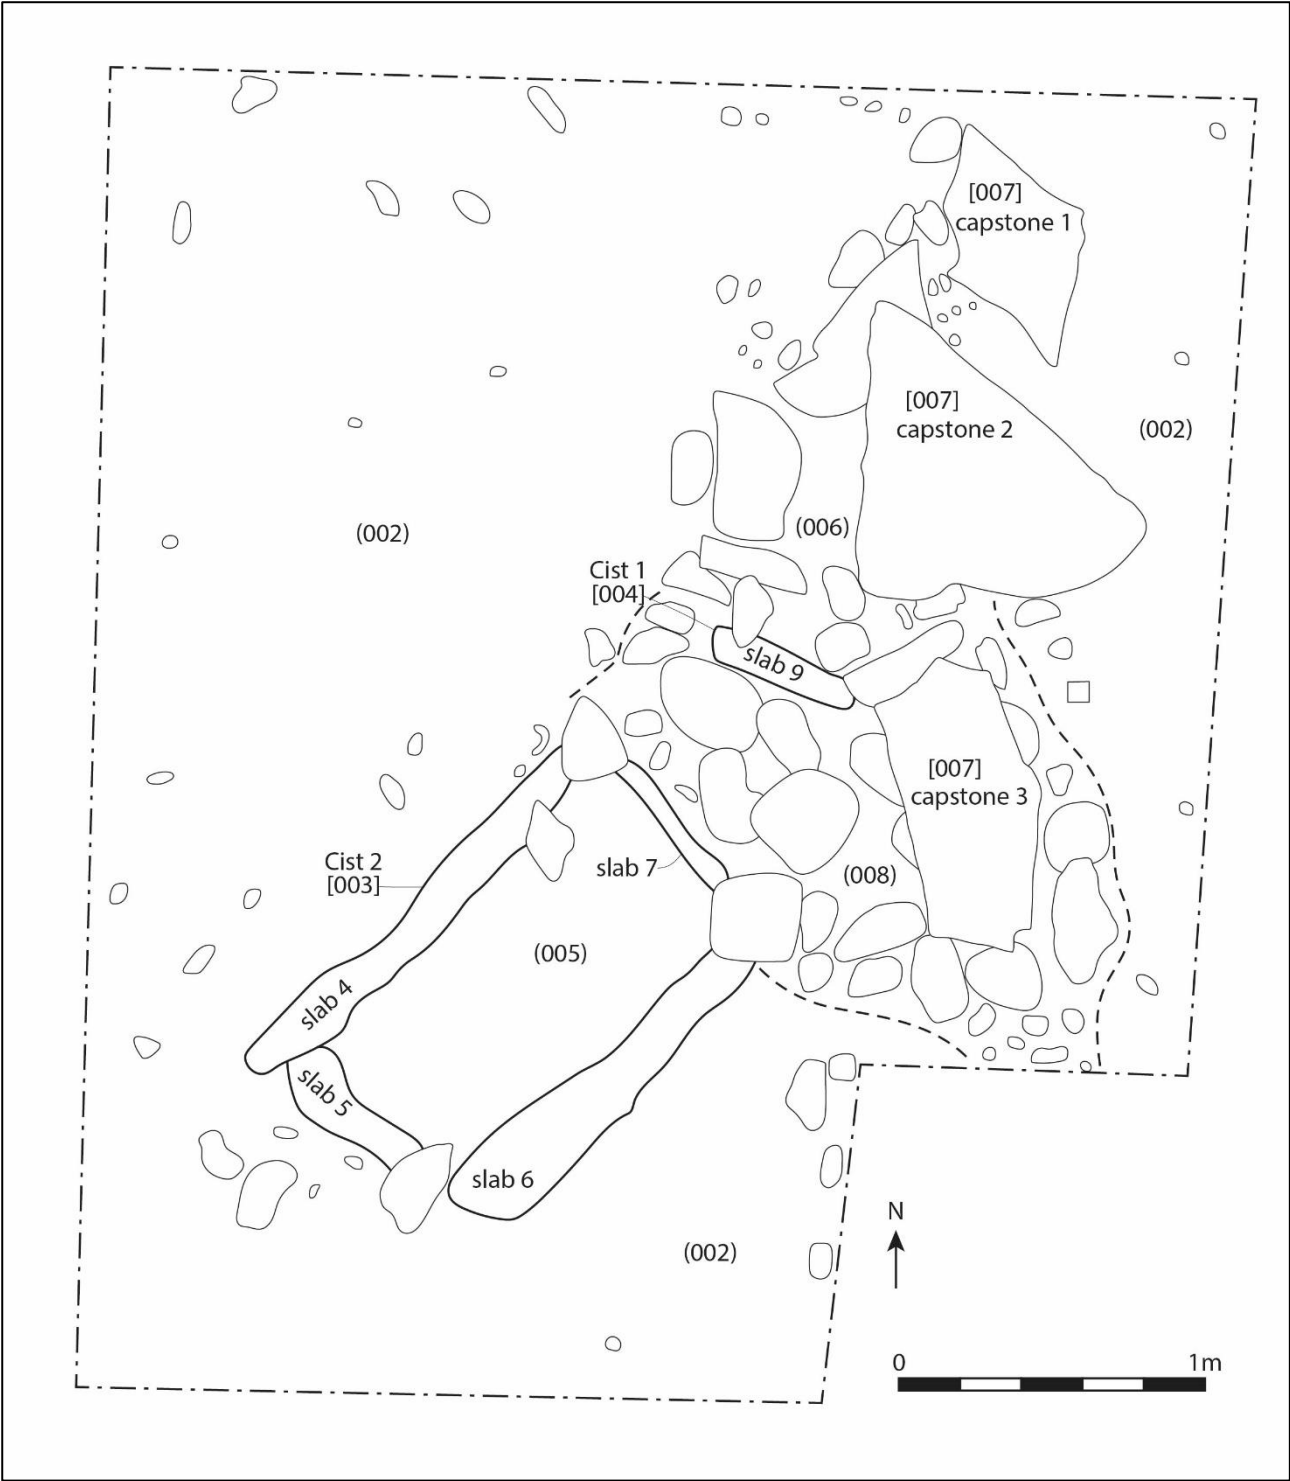 [007]
capstone 1
[007]
capstone 2
(002)
(002)
(006)
Cist 1
[004]
slab 9
[007]
capstone 3
Cist 2
[003]
slab 7
(008)
(005)
slab 4
slab 5
slab 6
N
(002)
0 1m